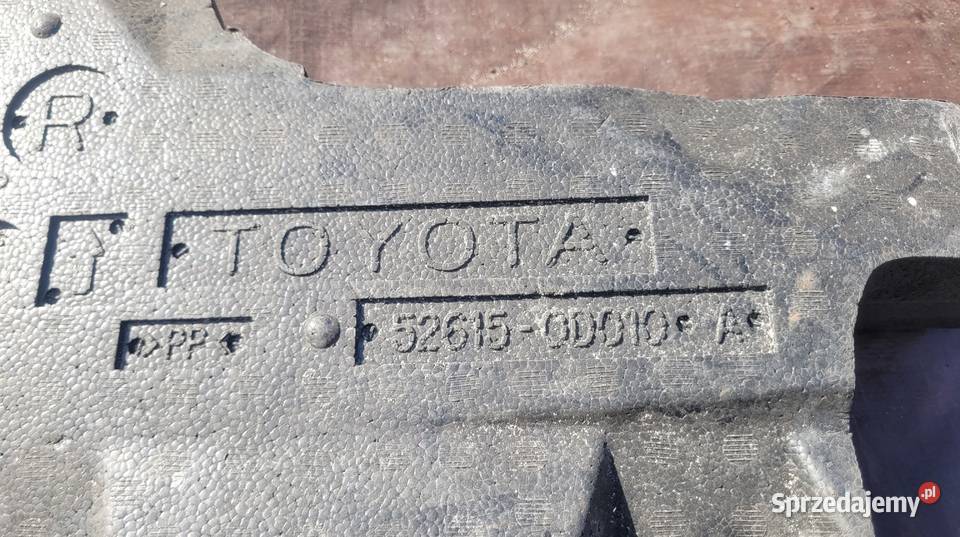 R
TOYOTA
>PP<
52615-0D010 A
Sprzedajemy.pl